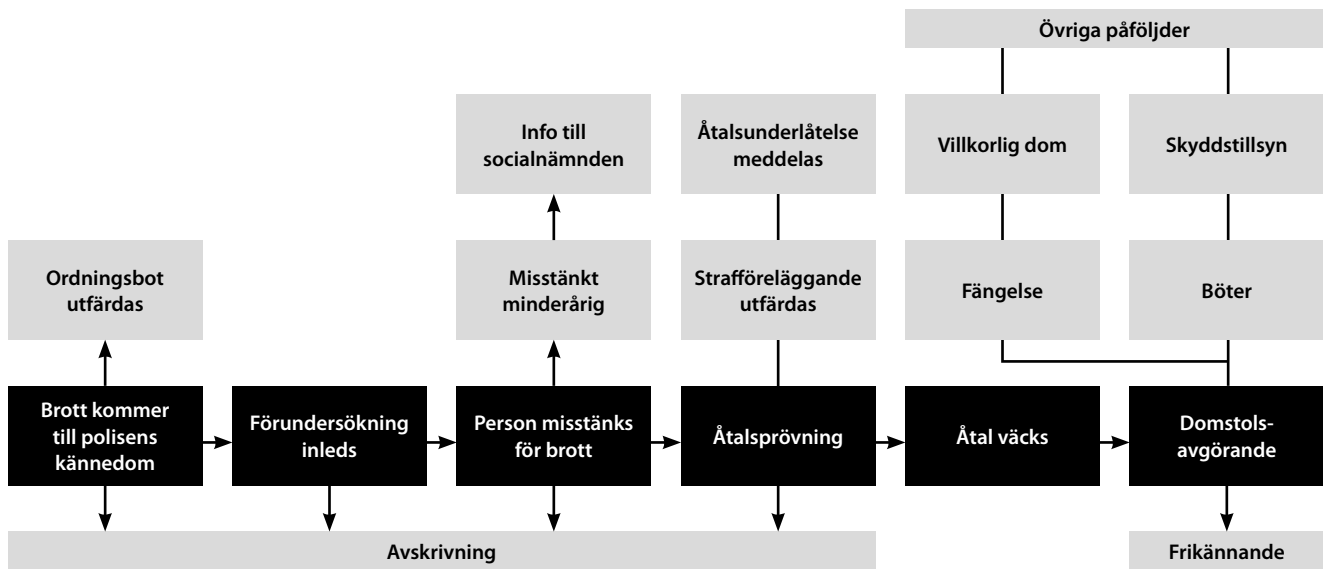 Övriga påföljder
Info till
socialnämnden
Åtalsunderlåtelse
meddelas
Villkorlig dom
Skyddstillsyn
Ordningsbot
utfärdas
Misstänkt
minderårig
Strafföreläggande
utfärdas
Fängelse
Böter
Brott kommer
till polisens
kännedom
Förundersökning
inleds
Person misstänks
för brott
Åtalsprövning
Åtal väcks
Domstols-
avgörande
Avskrivning
Frikännande